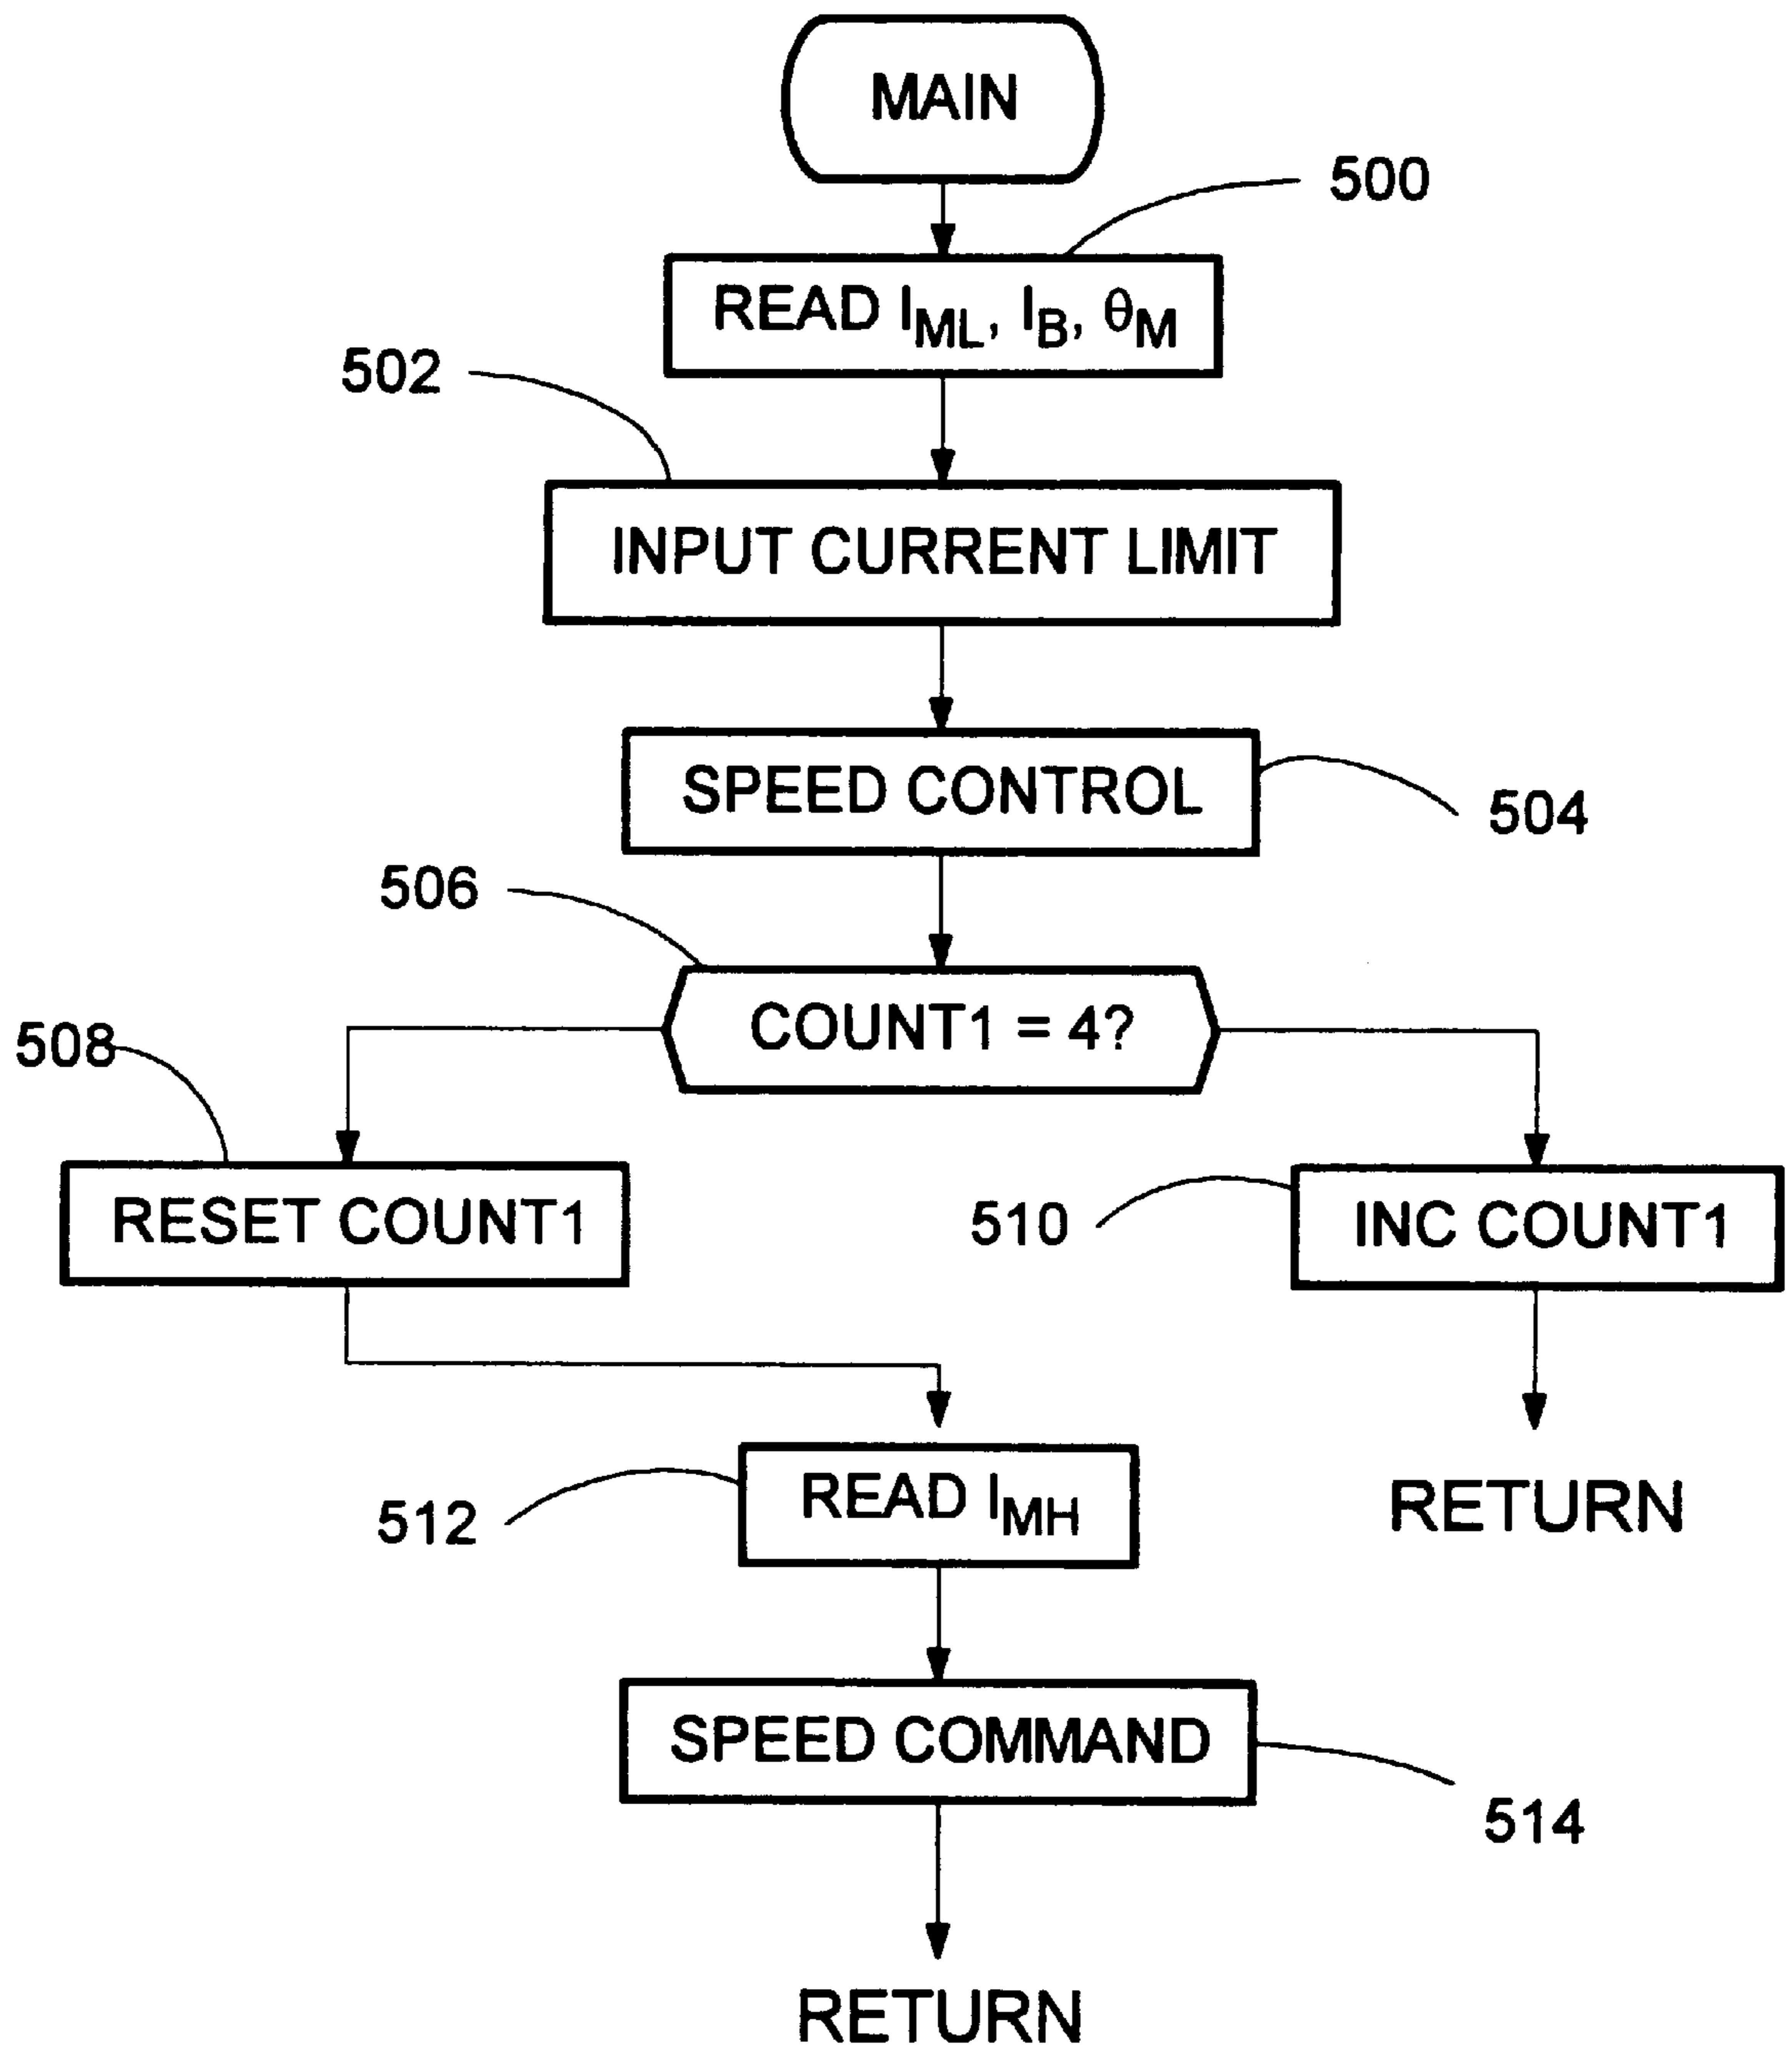 MAIN
500
READ I_ML, I_B, θ_M
502
INPUT CURRENT LIMIT
SPEED CONTROL
504
506
COUNT1 = 4?
508
RESET COUNT1
510
INC COUNT1
READ I_MH
512
RETURN
SPEED COMMAND
514
RETURN